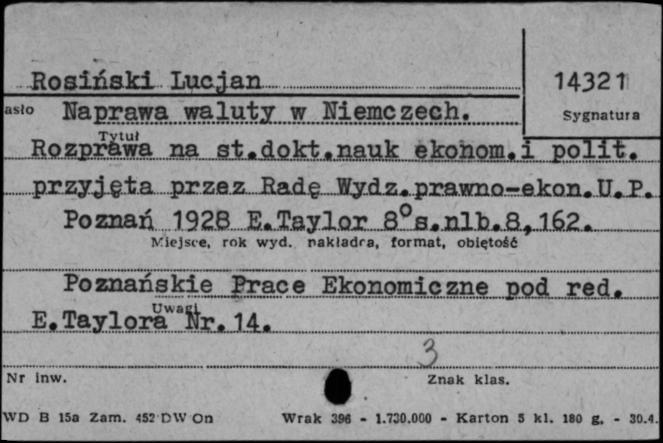 Rosiński Lucjan
14321
asło Naprawa waluty w Niemczech.
Sygnatura
Tytuł
Rozprawa na st.dokt.nauk ekonom.i polit.
przyjęta przez Radę Wydz.prawno-ekon.U.P.
Poznań 1928 E.Taylor 8°s.nlb.8,162.
Miejsce, rok wyd. nakładca, format, objętość
Poznańskie Prace Ekonomiczne pod red.
Uwagi
E.Taylora Nr.14.
3
Nr inw.
Znak klas.
WD B 15a Zam. 452 DW On Wrak 396 - 1.730.000 - Karton 5 kl. 180 g. - 30.4.